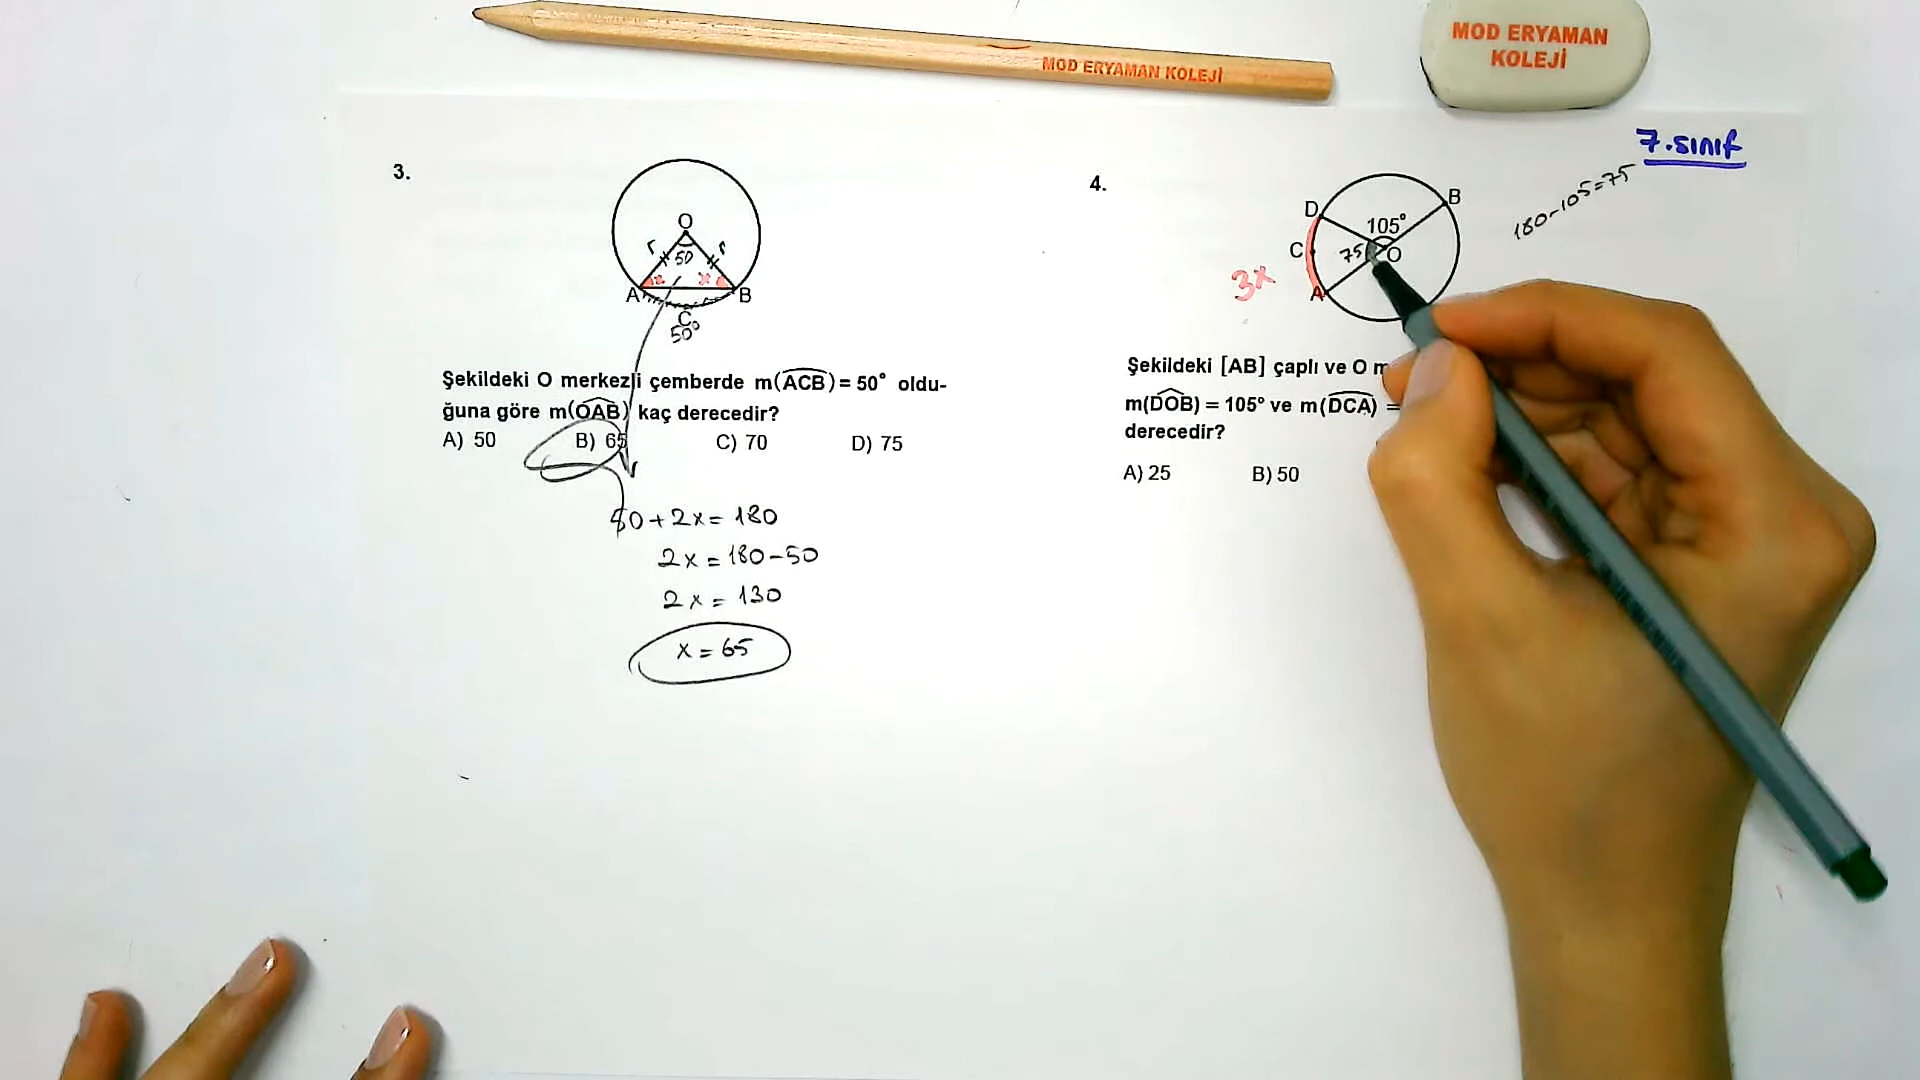 MOD ERYAMAN KOLEJİ
MOD ERYAMAN
KOLEJİ
7.sınıf
3.
O
r
r
50
x
x
A
B
C
50°
Şekildeki O merkezli çemberde m(ACB) = 50° oldu-
ğuna göre m(OAB) kaç derecedir?
A) 50 B) 65 C) 70 D) 75
50+2x=180
2x=180-50
2x=130
x=65
4.
180-105=75
D
B
105°
C
75
O
3x
A
Şekildeki [AB] çaplı ve O m
m(DOB) = 105° ve m(DCA) =
derecedir?
A) 25 B) 50